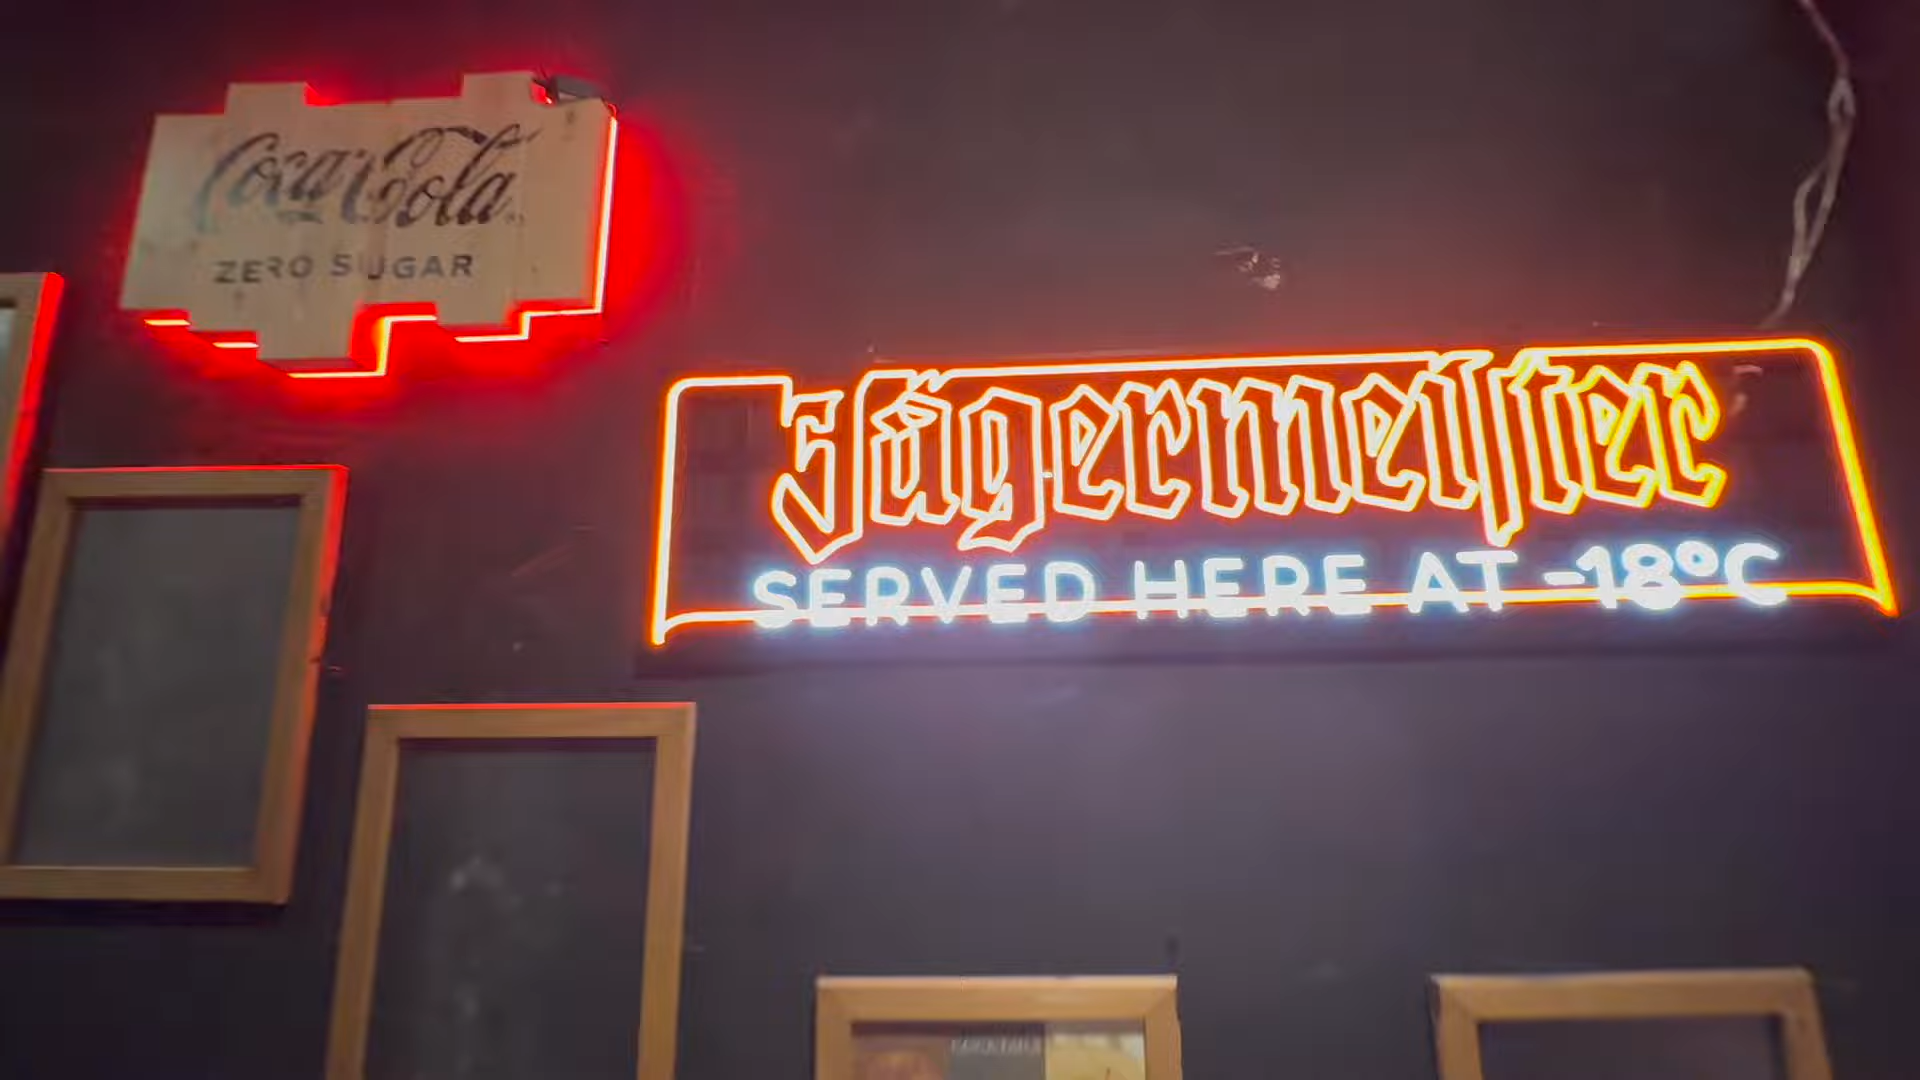 Coca-Cola
ZERO SUGAR
Jägermeister
SERVED HERE AT -18°C